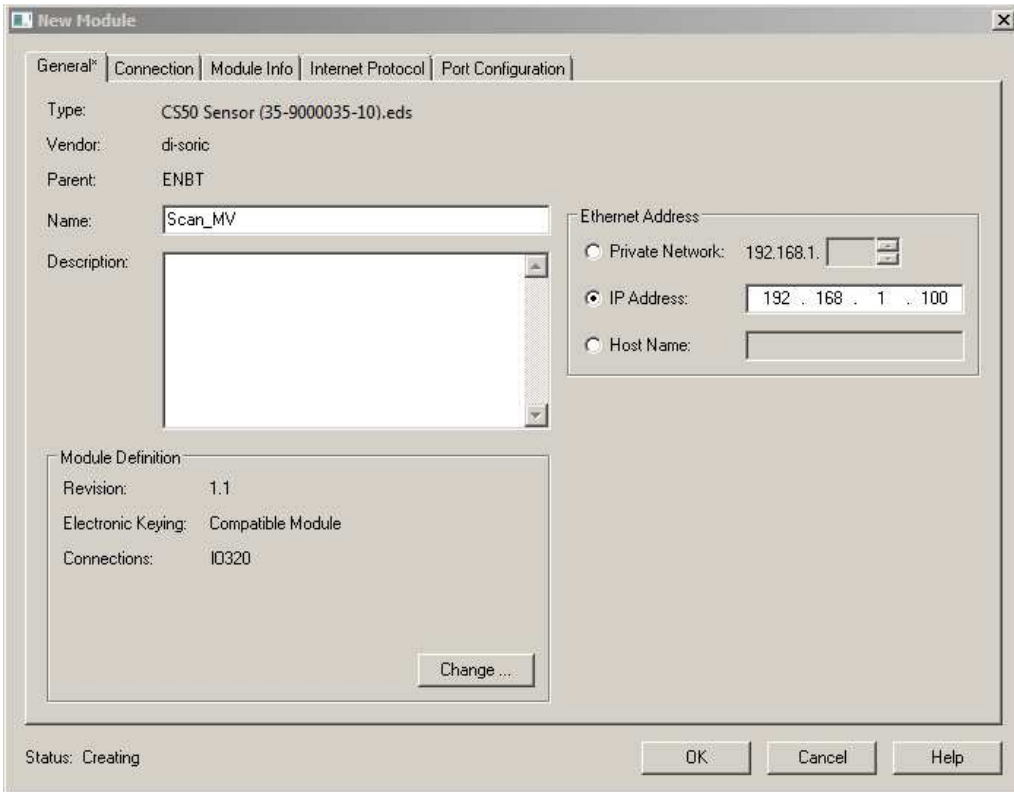 New Module
General* Connection Module Info Internet Protocol Port Configuration
Type: CS50 Sensor (35-9000035-10).eds
Vendor: di-soric
Parent: ENBT
Name: Scan_MV
Description:
Ethernet Address
Private Network: 192.168.1.
IP Address: 192 . 168 . 1 . 100
Host Name:
Module Definition
Revision: 1.1
Electronic Keying: Compatible Module
Connections: IO320
Change ...
Status: Creating
OK Cancel Help